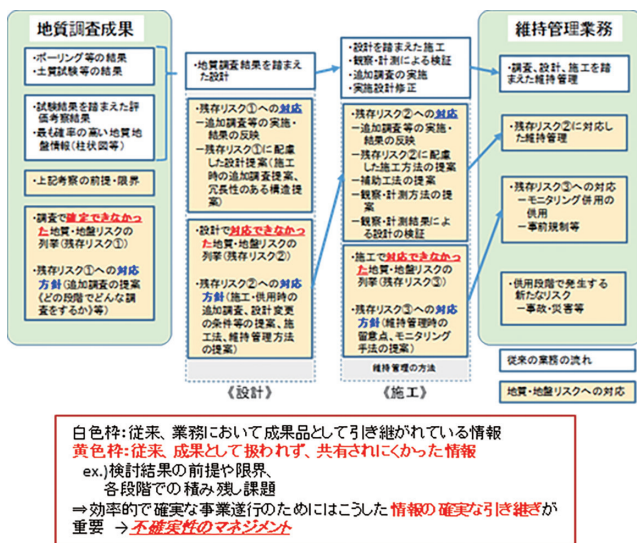 地質調査成果
・ボーリング等の結果
・土質試験等の結果
・試験結果を踏まえた評
価考察結果
・最も確率の高い地質地
盤情報(柱状図等)
・上記考察の前提・限界
・調査で確定できなかっ
た地質・地盤リスクの
列挙(残存リスク①)
・残存リスク①への対応
方針(追加調査の提案
《どの段階でどんな調
査をするか》等)
・地質調査結果を踏まえ
た設計
・残存リスク①への対応
－追加調査等の実施・
結果の反映
－残存リスク①に配慮
した設計提案(施工
時の追加調査提案、冗
長性のある構造提
案)
・設計で対応できなかっ
た地質・地盤リスクの
列挙(残存リスク②)
・残存リスク②への対応
方針(施工・供用時の
追加調査、設計変更
の条件等の提案、施
工法、維持管理方法
の提案)
《設計》
・設計を踏まえた施工
・観察・計測による検証
・追加調査の実施
・実施設計修正
・残存リスク②への対応
－追加調査等の実施・
結果の反映
－残存リスク②に配慮
した施工方法の提案
－補助工法の提案
－観察・計測方法の提
案
－観察・計測結果によ
る設計の検証
・施工で対応できなかっ
た地質・地盤リスクの
列挙(残存リスク③)
・残存リスク③への対応
方針(維持管理時の
留意点、モニタリング
手法の提案)
維持管理の方法
《施工》
維持管理業務
・調査、設計、施工を踏
まえた維持管理
・残存リスク②に対応し
た維持管理
・残存リスク③への対応
－モニタリング併用の
供用
－事前規制等
・供用段階で発生する
新たなリスク
－事故・災害等
従来の業務の流れ
地質・地盤リスクへの対応
白色枠:従来、業務において成果品として引き継がれている情報
黄色枠:従来、成果として扱われず、共有されにくかった情報
ex.)検討結果の前提や限界、
各段階での積み残し課題
⇒効率的で確実な事業遂行のためにはこうした情報の確実な引き継ぎが
重要 →不確実性のマネジメント